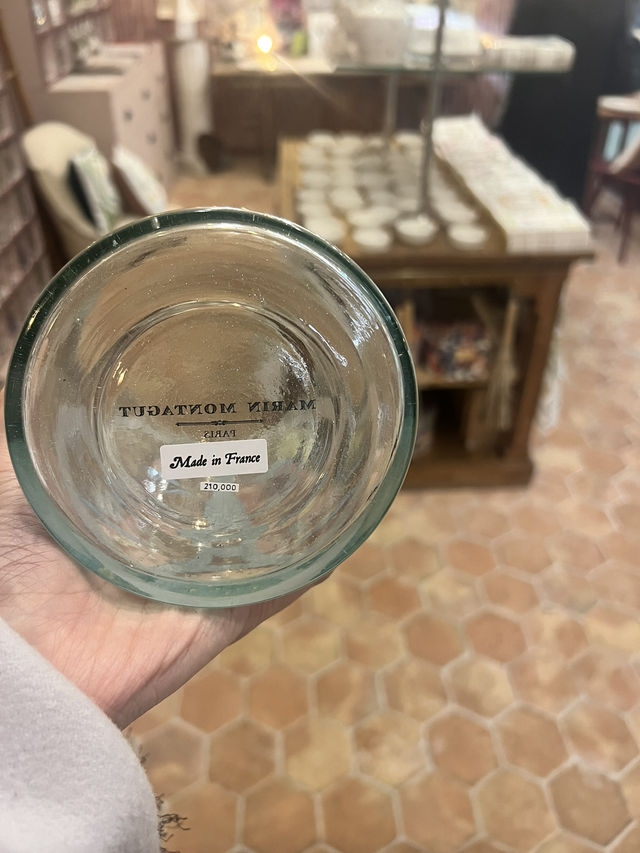 MARIN MONTAGUT
PARIS
Made in France
210,000